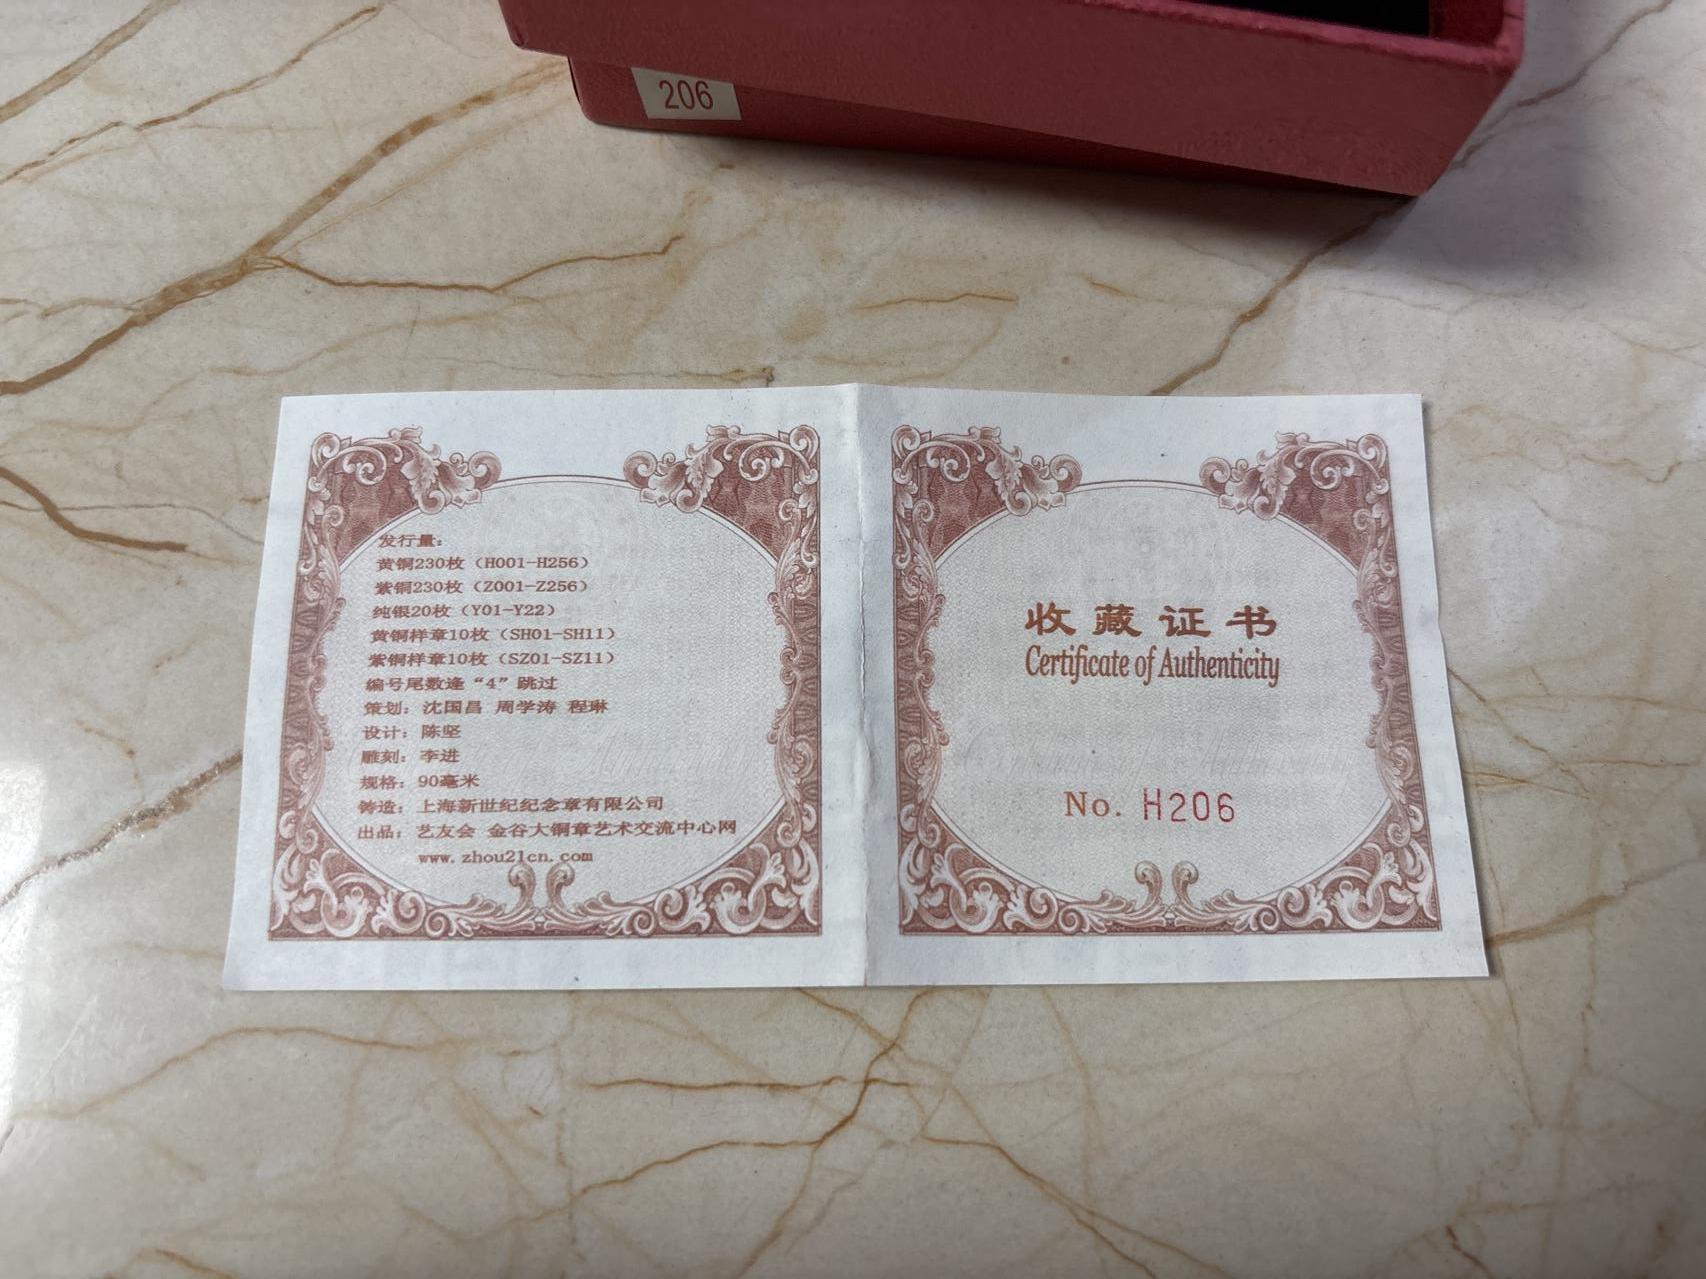 206
发行量：
黄铜230枚（H001-H256）
紫铜230枚（Z001-Z256）
纯银20枚（Y01-Y22）
黄铜样章10枚（SH01-SH11）
紫铜样章10枚（SZ01-SZ11）
编号尾数逢“4”跳过
策划：沈国昌 周学涛 程琳
设计：陈坚
雕刻：李进
规格：90毫米
铸造：上海新世纪纪念章有限公司
出品：艺友会 金谷大铜章艺术交流中心网
www.zhou21cn.com
收藏证书
Certificate of Authenticity
No. H206